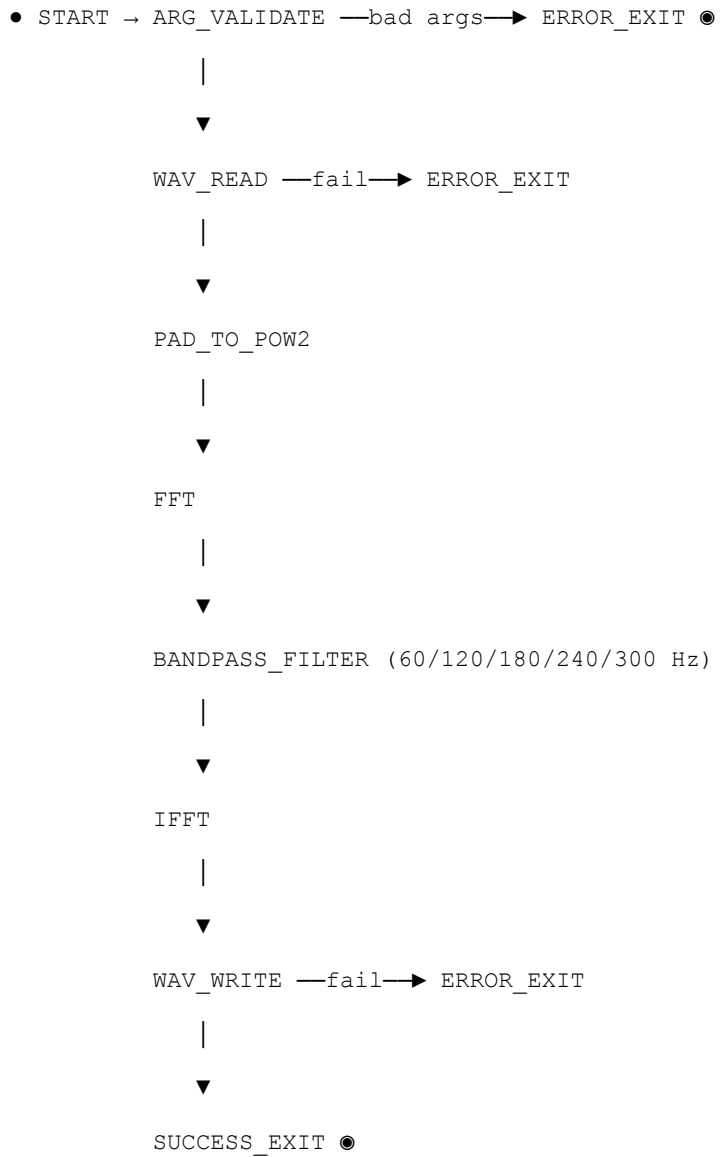 ● START → ARG_VALIDATE ──bad args──► ERROR_EXIT ◉
│
▼
WAV_READ ──fail──► ERROR_EXIT
│
▼
PAD_TO_POW2
│
▼
FFT
│
▼
BANDPASS_FILTER (60/120/180/240/300 Hz)
│
▼
IFFT
│
▼
WAV_WRITE ──fail──► ERROR_EXIT
│
▼
SUCCESS_EXIT ◉